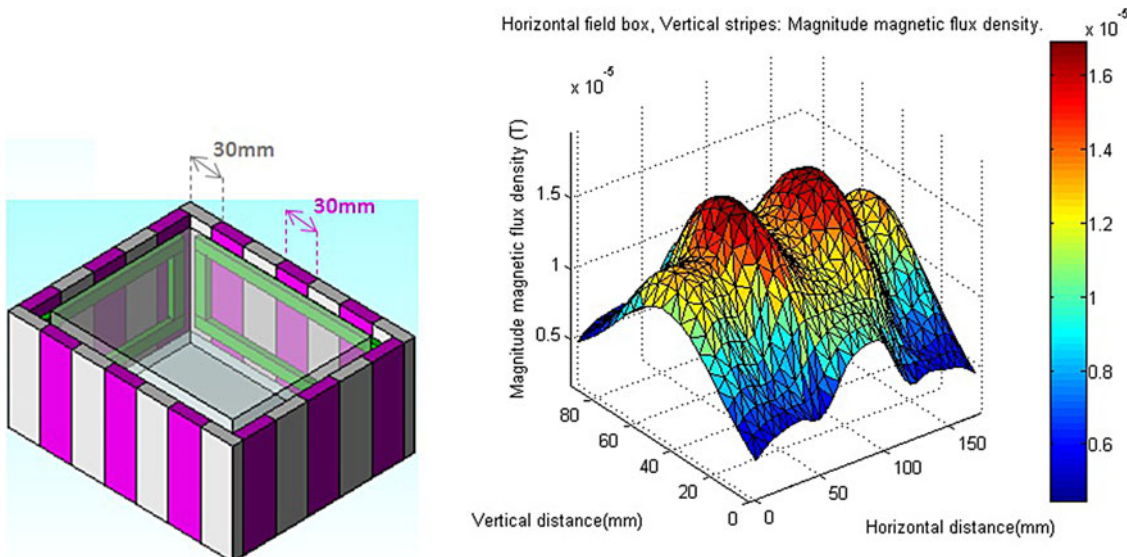 30mm
30mm
Horizontal field box, Vertical stripes: Magnitude magnetic flux density.
x 10⁻⁵
Magnitude magnetic flux density (T)
1.5
1
0.5
80
60
40
20
0
Vertical distance(mm)
0
50
100
150
Horizontal distance(mm)
x 10⁻⁵
1.6
1.4
1.2
1
0.8
0.6